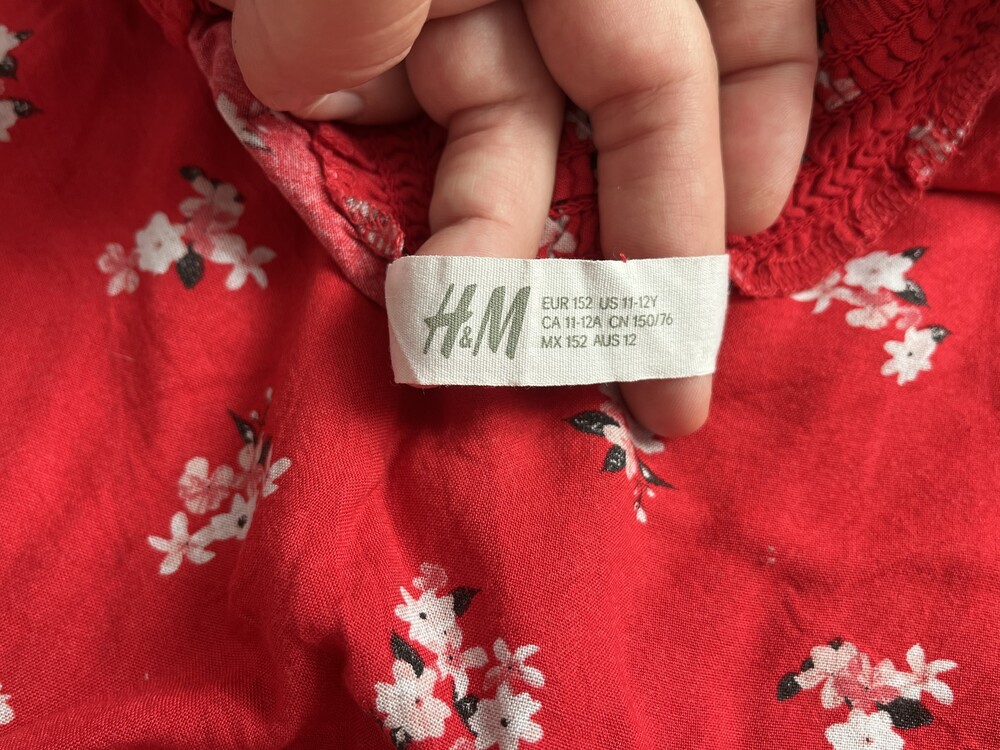 H&M
EUR 152 US 11-12Y
CA 11-12A CN 150/76
MX 152 AUS 12